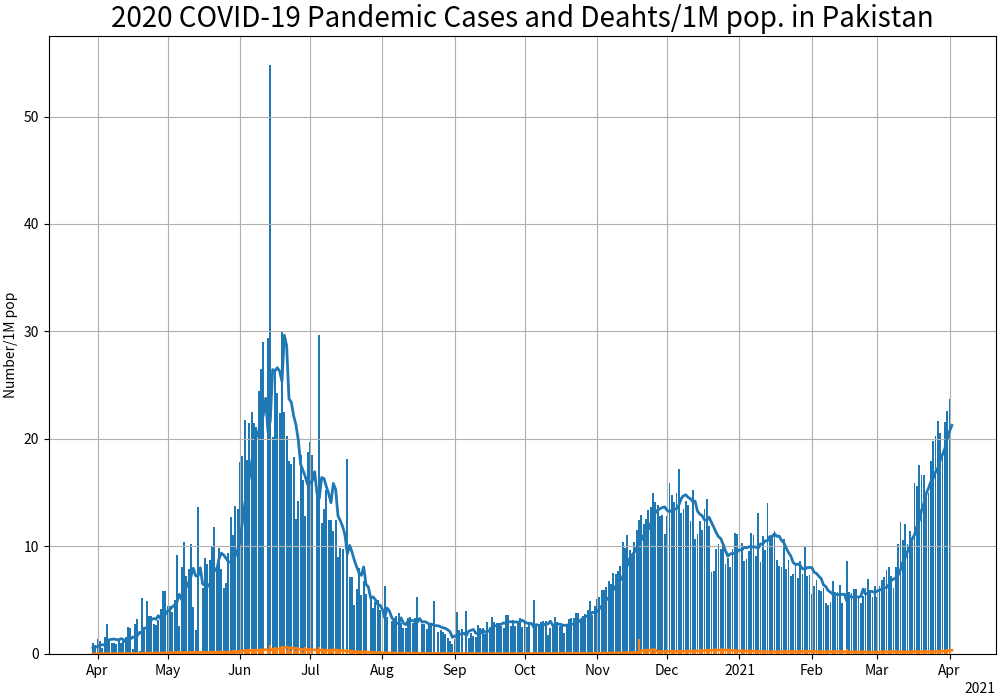 2020 COVID-19 Pandemic Cases and Deahts/1M pop. in Pakistan
Number/1M pop
50
40
30
20
10
0
Apr May Jun Jul Aug Sep Oct Nov Dec 2021 Feb Mar Apr
2021